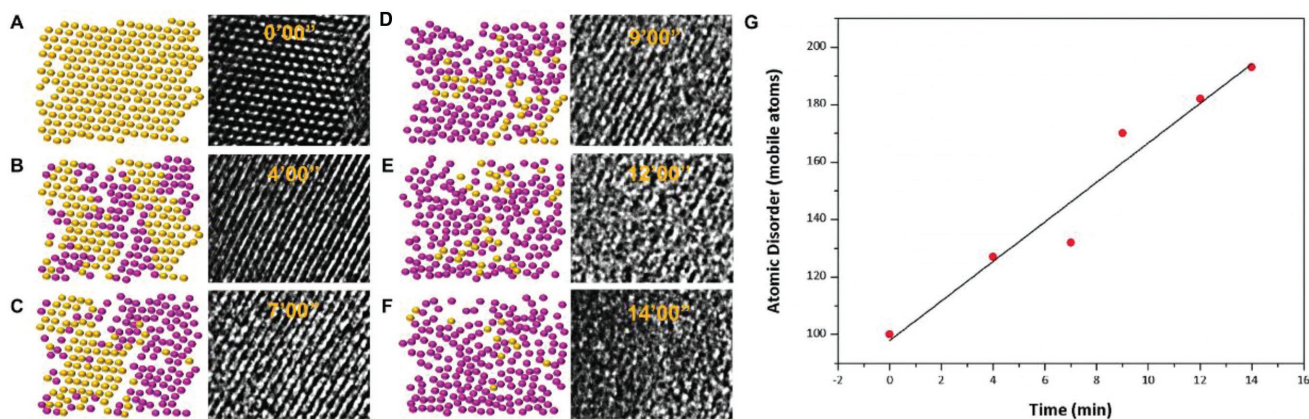 A
0'00"
B
4'00"
C
7'00"
D
9'00"
E
12'00"
F
14'00"
G
Atomic Disorder (mobile atoms)
200
180
160
140
120
100
-2 0 2 4 6 8 10 12 14 16
Time (min)